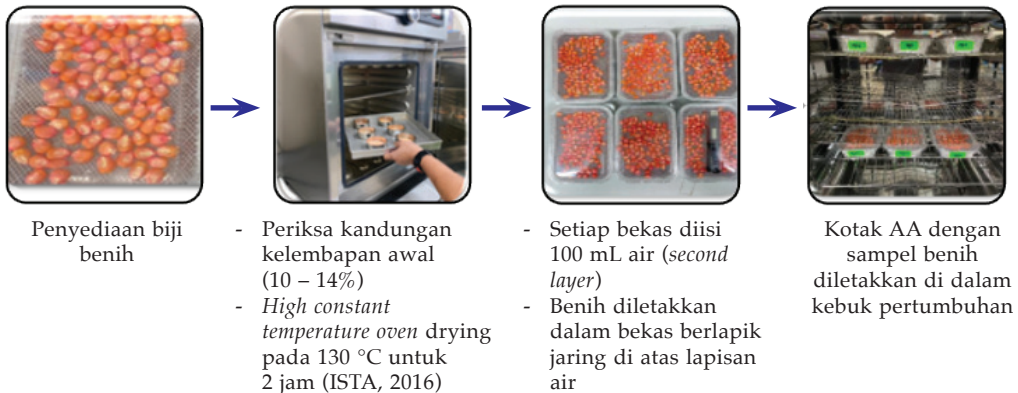 Penyediaan biji
benih
- Periksa kandungan
kelembapan awal
(10 – 14%)
- High constant
temperature oven drying
pada 130 °C untuk
2 jam (ISTA, 2016)
- Setiap bekas diisi
100 mL air (second
layer)
- Benih diletakkan
dalam bekas berlapik
jaring di atas lapisan
air
Kotak AA dengan
sampel benih
diletakkan di dalam
kebuk pertumbuhan